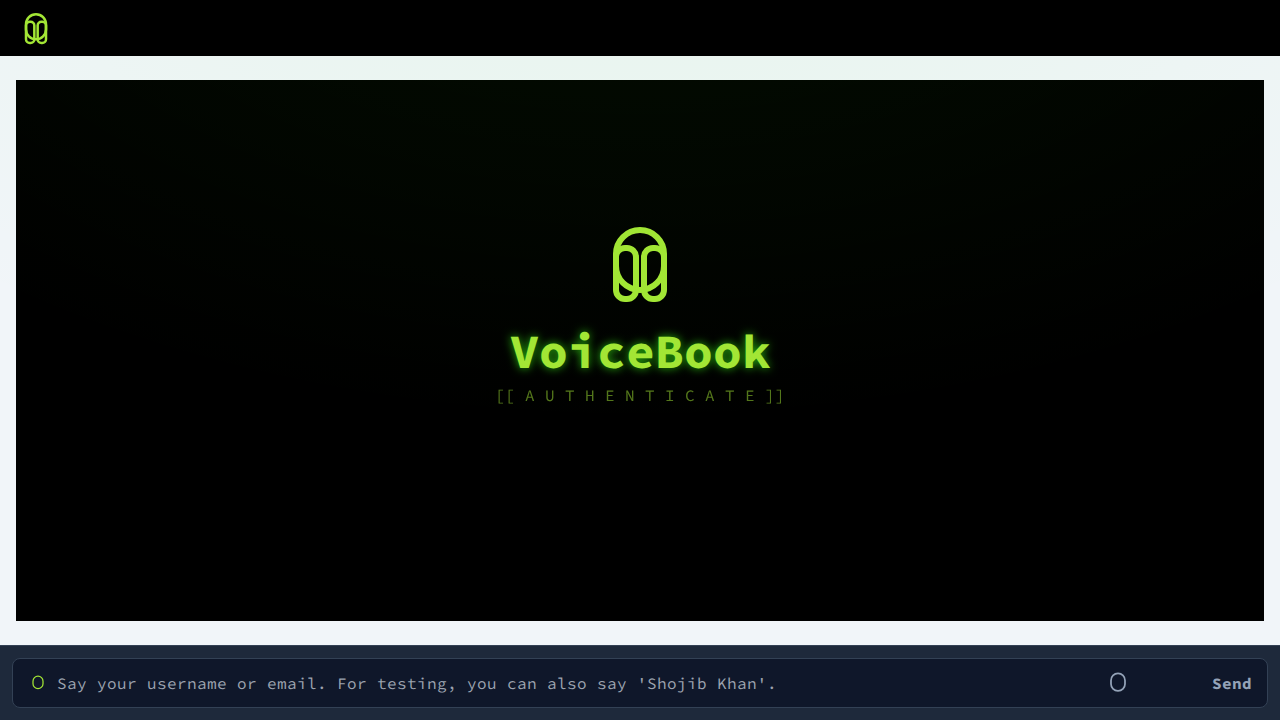 VoiceBook
[[ A U T H E N T I C A T E ]]
Say your username or email. For testing, you can also say 'Shojib Khan'.
Send